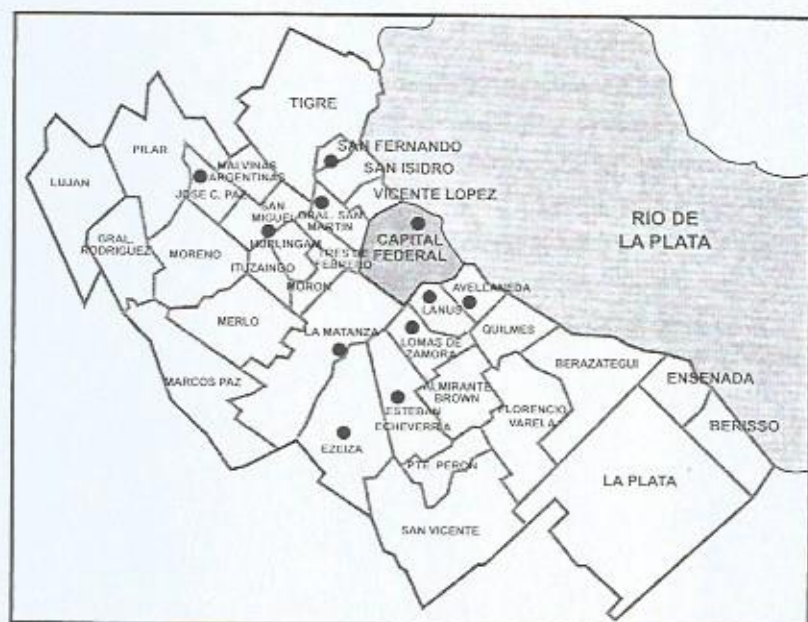 TIGRE
SAN FERNANDO
SAN ISIDRO
VICENTE LOPEZ
PILAR
LUJAN
MALVINAS
ARGENTINAS
JOSE C. PAZ
SAN
MIGUEL
GRAL. SAN
MARTIN
HURLINGAM
TRES DE
FEBRERO
CAPITAL
FEDERAL
RIO DE
LA PLATA
GRAL.
RODRIGUEZ
MORENO
ITUZAINGO
MORON
MERLO
LA MATANZA
MARCOS PAZ
LANUS
AVELLANEDA
QUILMES
LOMAS DE
ZAMORA
ALMIRANTE
BROWN
ESTEBAN
ECHEVERRIA
EZEIZA
FLORENCIO
VARELA
BERAZATEGUI
ENSENADA
BERISSO
PTE. PERON
SAN VICENTE
LA PLATA